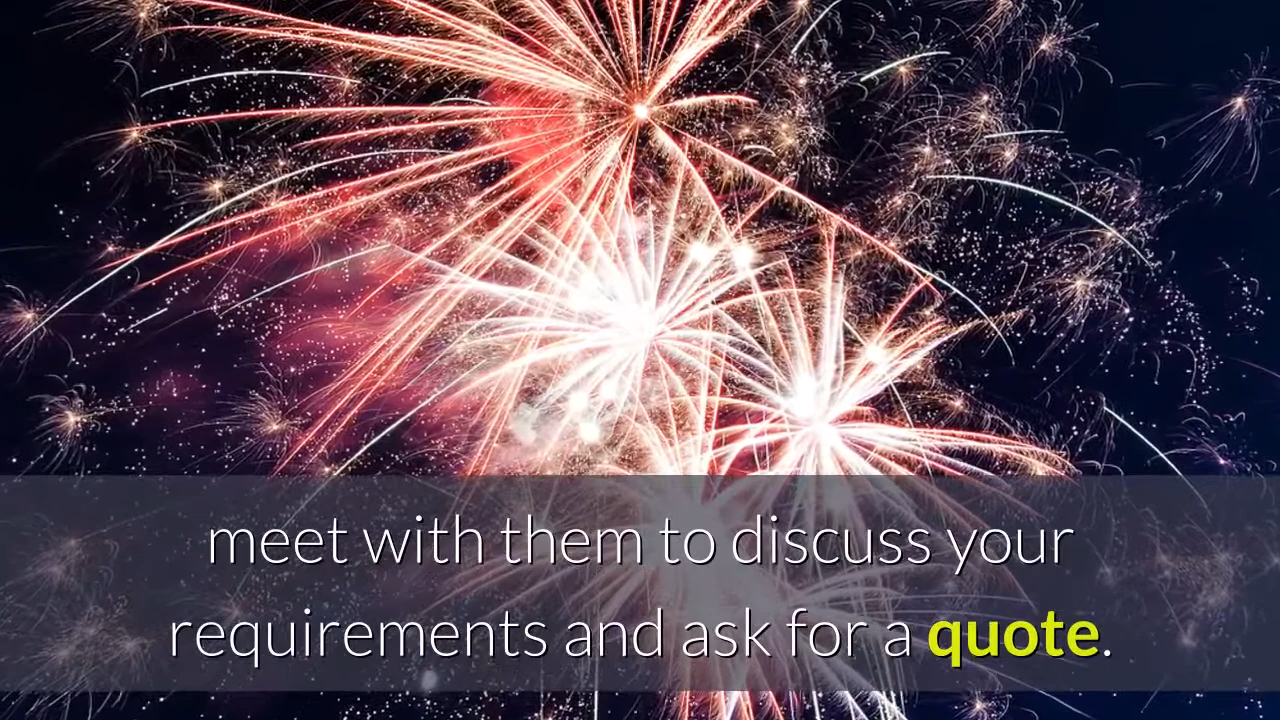 meet with them to discuss your
requirements and ask for a quote.